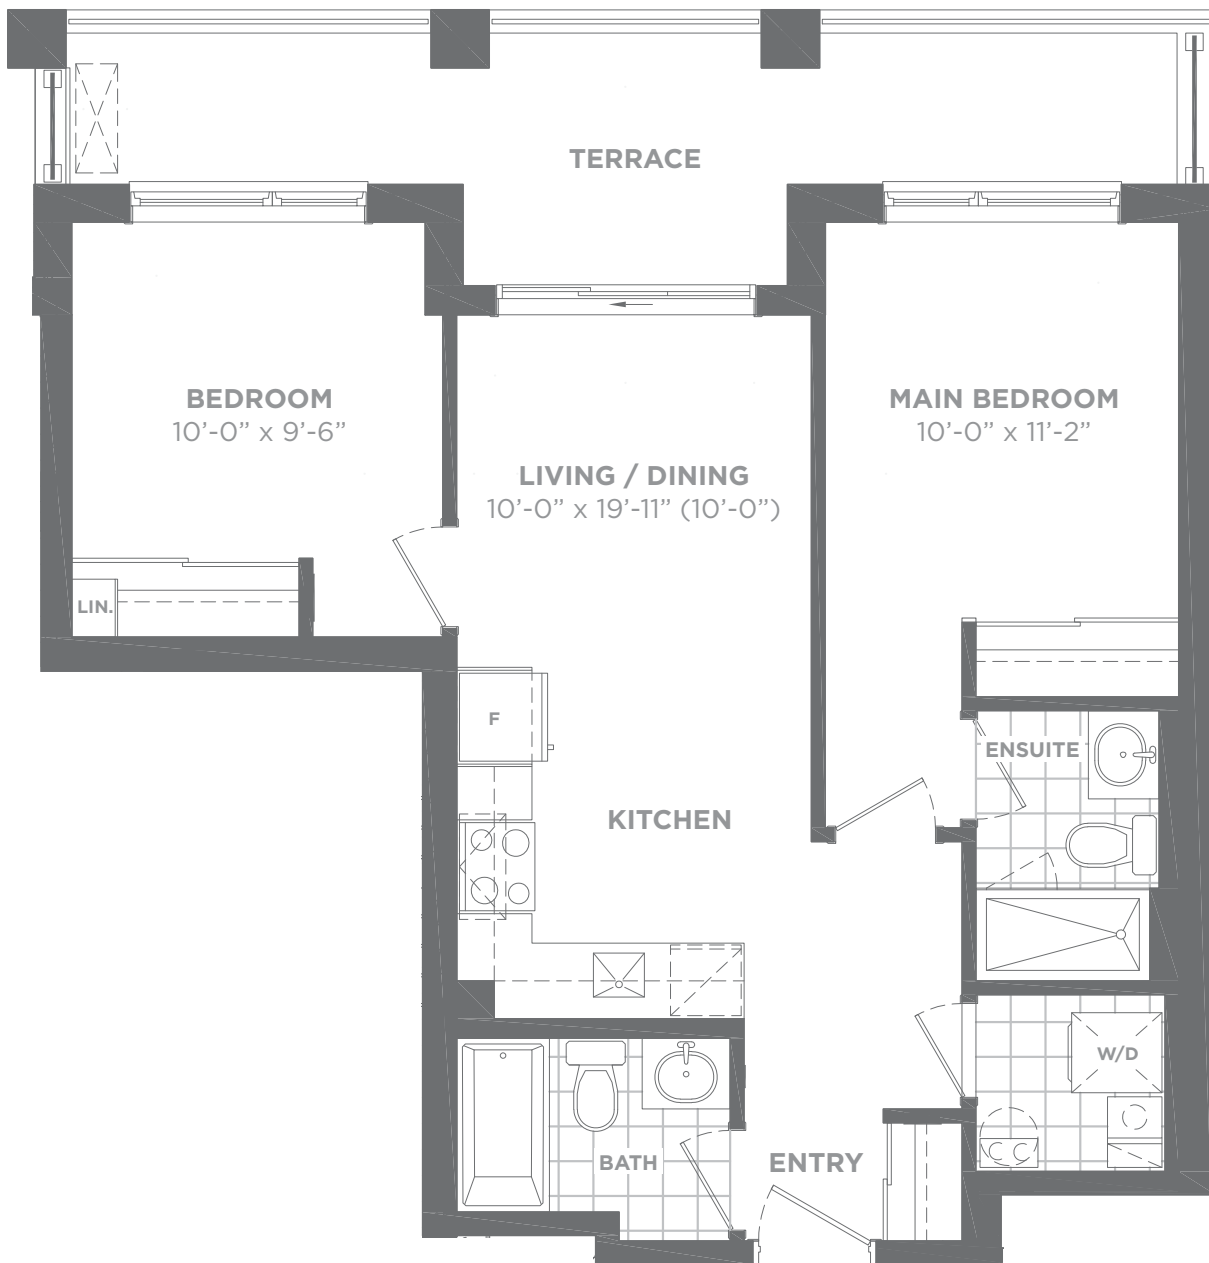 TERRACE
BEDROOM
10’-0” x 9’-6”
MAIN BEDROOM
10’-0” x 11’-2”
LIVING / DINING
10’-0” x 19’-11” (10’-0”)
LIN.
F
ENSUITE
KITCHEN
W/D
BATH
ENTRY